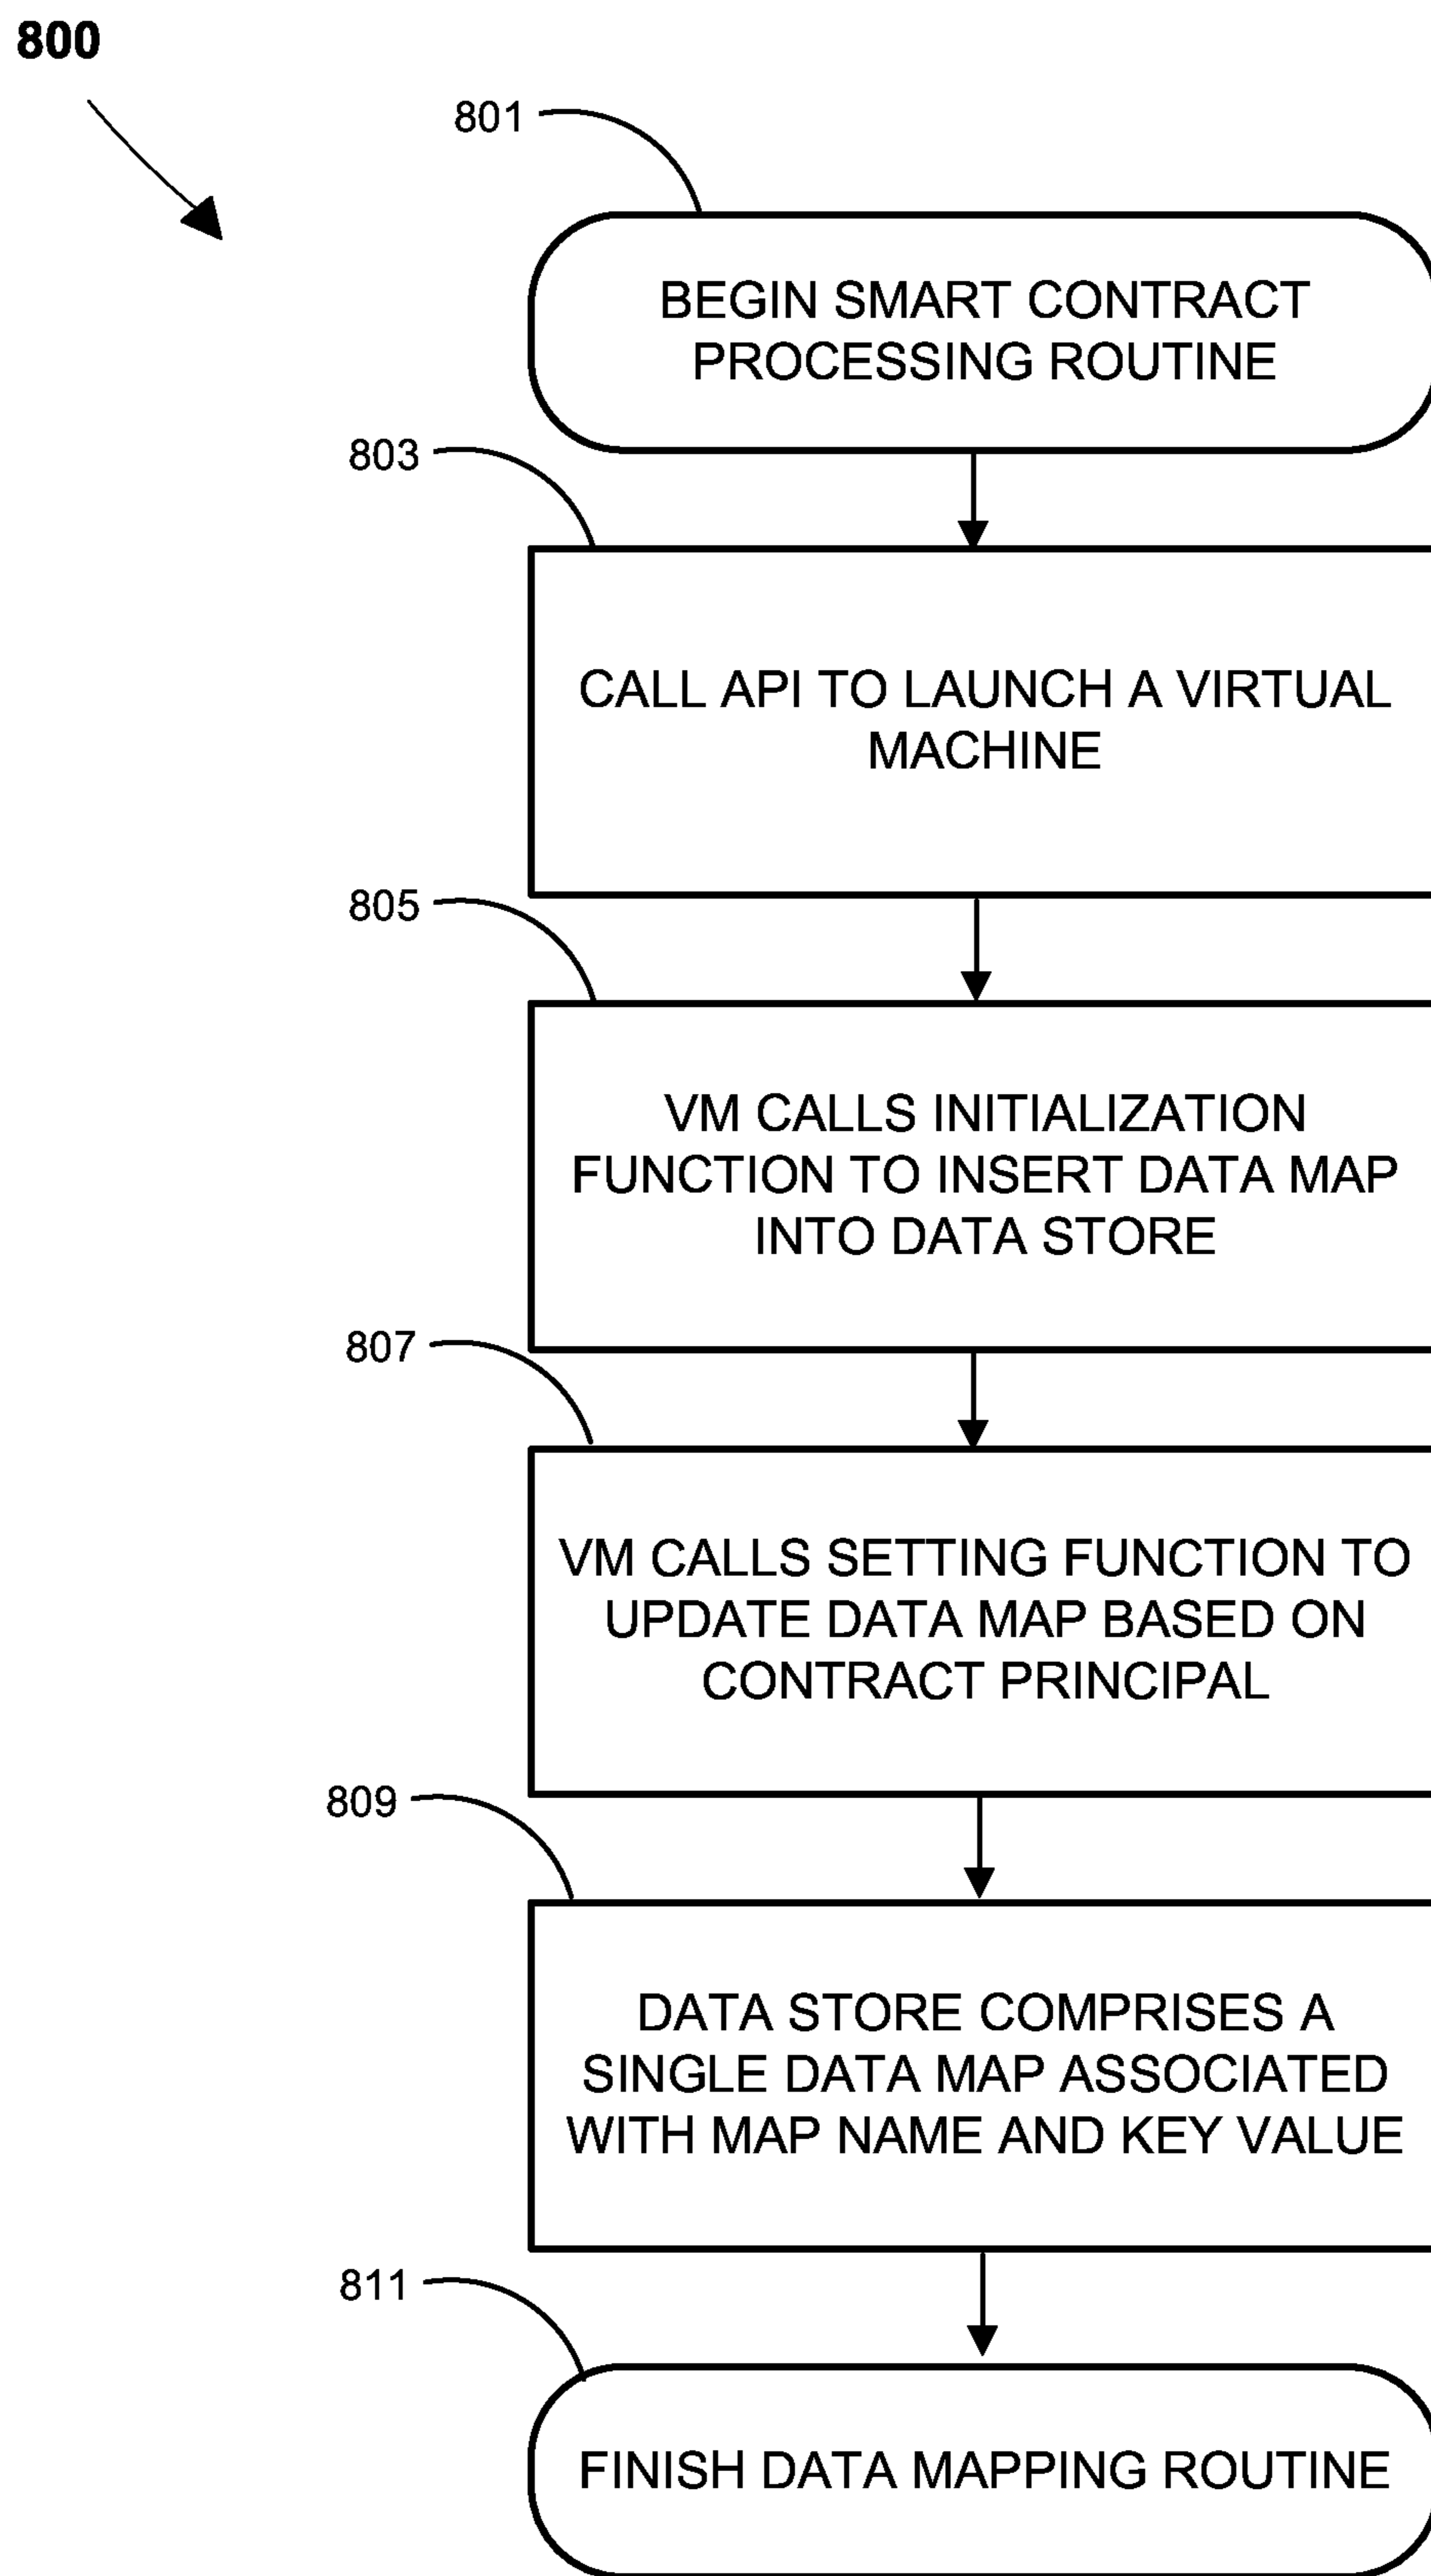 800
801
BEGIN SMART CONTRACT
PROCESSING ROUTINE
803
CALL API TO LAUNCH A VIRTUAL
MACHINE
805
VM CALLS INITIALIZATION
FUNCTION TO INSERT DATA MAP
INTO DATA STORE
807
VM CALLS SETTING FUNCTION TO
UPDATE DATA MAP BASED ON
CONTRACT PRINCIPAL
809
DATA STORE COMPRISES A
SINGLE DATA MAP ASSOCIATED
WITH MAP NAME AND KEY VALUE
811
FINISH DATA MAPPING ROUTINE